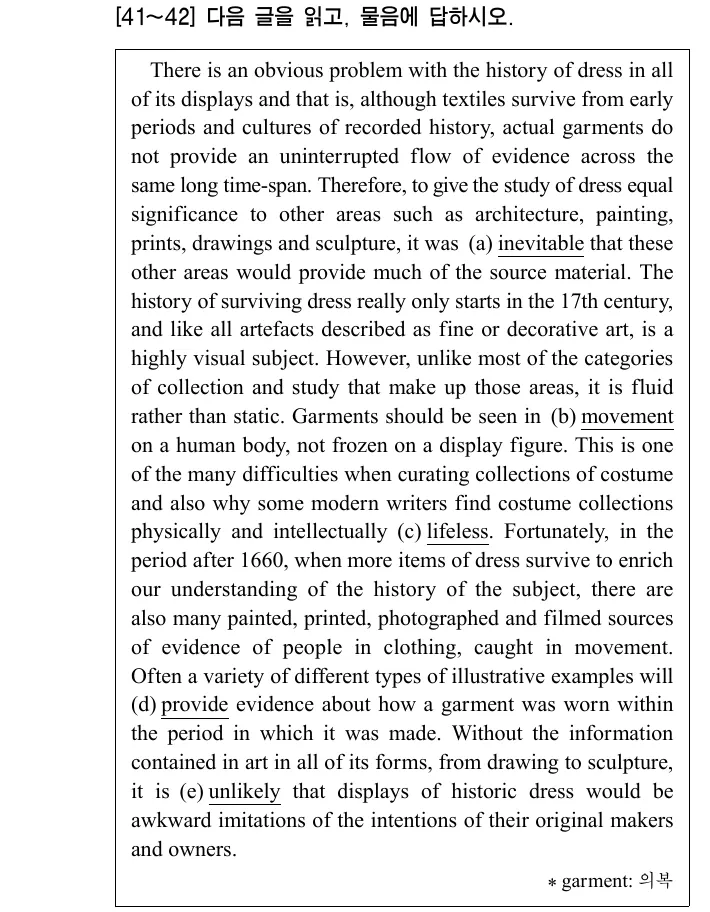 [41~42] 다음 글을 읽고, 물음에 답하시오.
There is an obvious problem with the history of dress in all
of its displays and that is, although textiles survive from early
periods and cultures of recorded history, actual garments do
not provide an uninterrupted flow of evidence across the
same long time-span. Therefore, to give the study of dress equal
significance to other areas such as architecture, painting,
prints, drawings and sculpture, it was (a) inevitable that these
other areas would provide much of the source material. The
history of surviving dress really only starts in the 17th century,
and like all artefacts described as fine or decorative art, is a
highly visual subject. However, unlike most of the categories
of collection and study that make up those areas, it is fluid
rather than static. Garments should be seen in (b) movement
on a human body, not frozen on a display figure. This is one
of the many difficulties when curating collections of costume
and also why some modern writers find costume collections
physically and intellectually (c) lifeless. Fortunately, in the
period after 1660, when more items of dress survive to enrich
our understanding of the history of the subject, there are
also many painted, printed, photographed and filmed sources
of evidence of people in clothing, caught in movement.
Often a variety of different types of illustrative examples will
(d) provide evidence about how a garment was worn within
the period in which it was made. Without the information
contained in art in all of its forms, from drawing to sculpture,
it is (e) unlikely that displays of historic dress would be
awkward imitations of the intentions of their original makers
and owners.
* garment: 의복